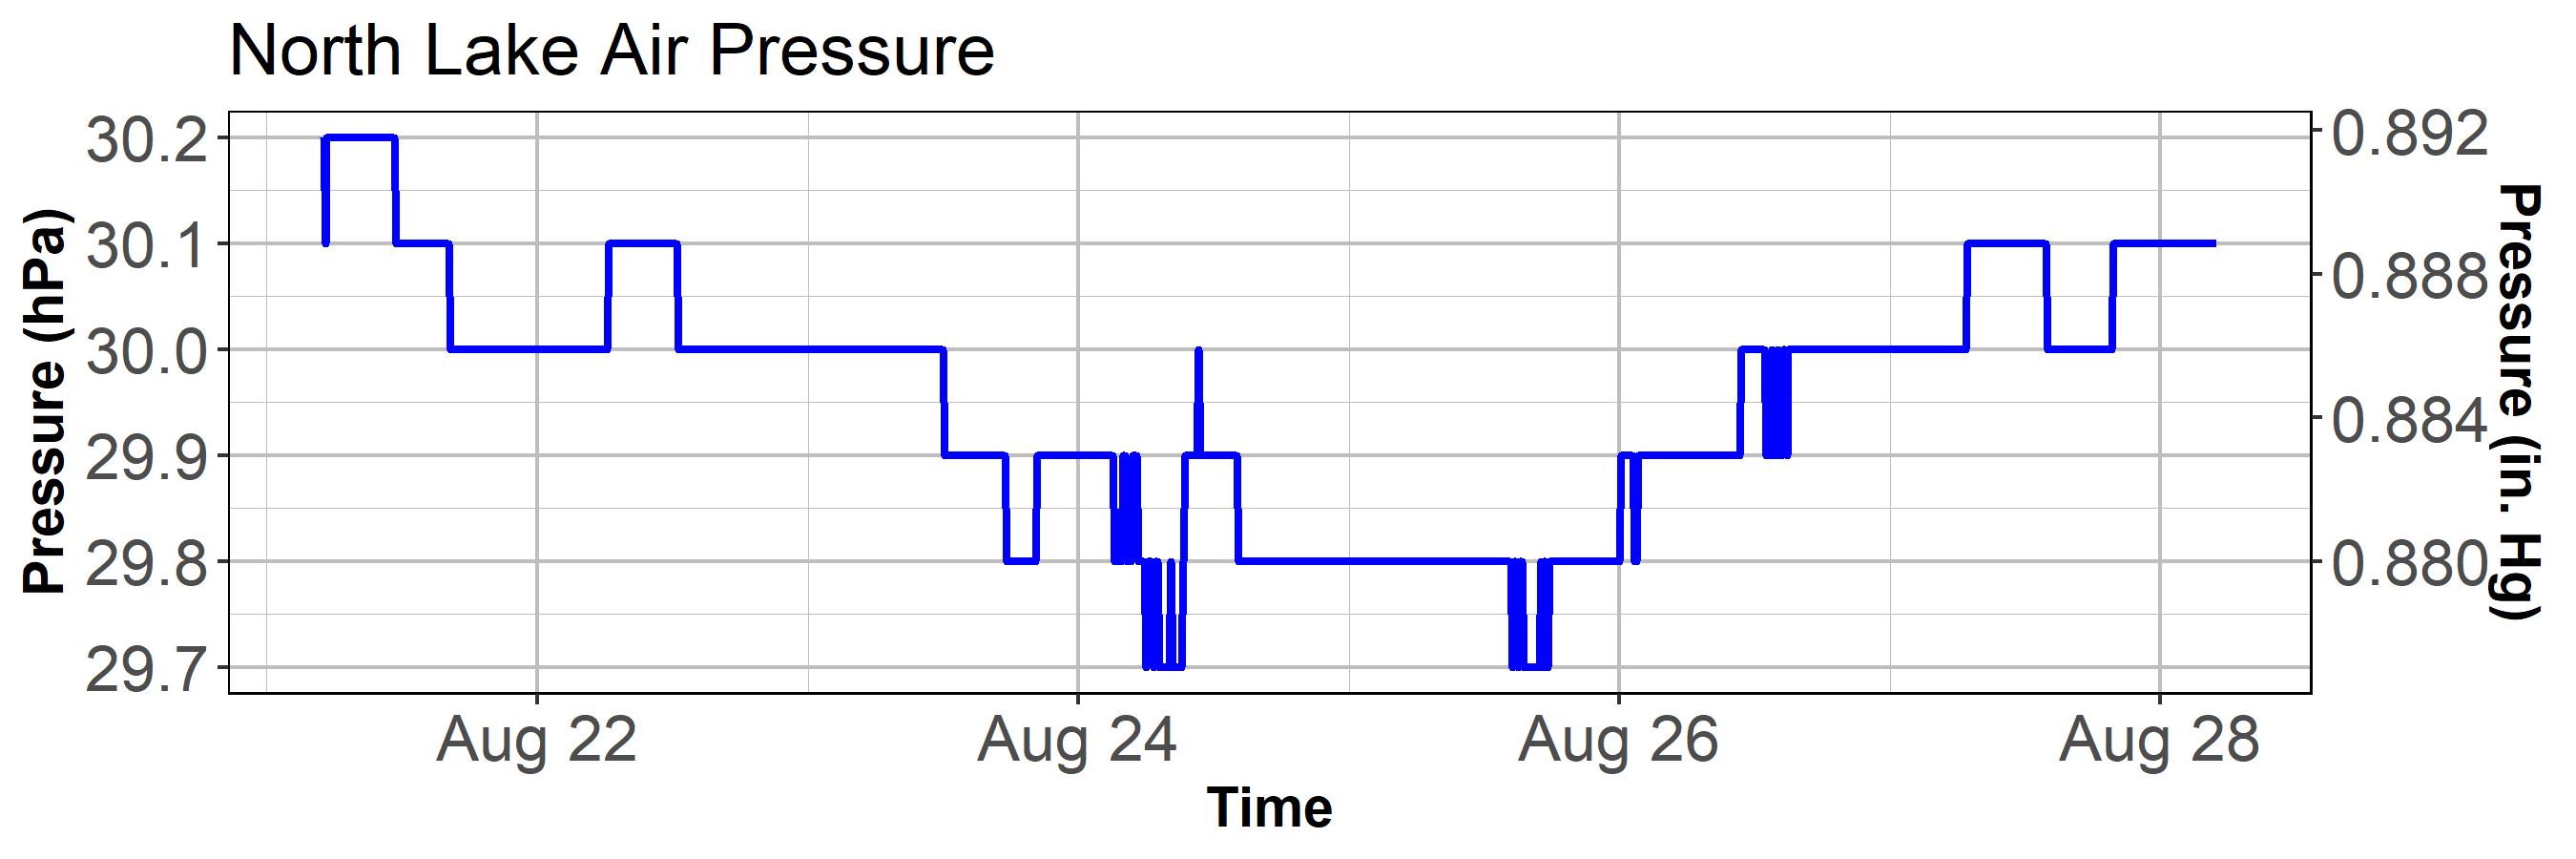 North Lake Air Pressure
Pressure (hPa)
30.2
30.1
30.0
29.9
29.8
29.7
0.892
0.888
0.884
0.880
Pressure (in. Hg)
Aug 22
Aug 24
Aug 26
Aug 28
Time